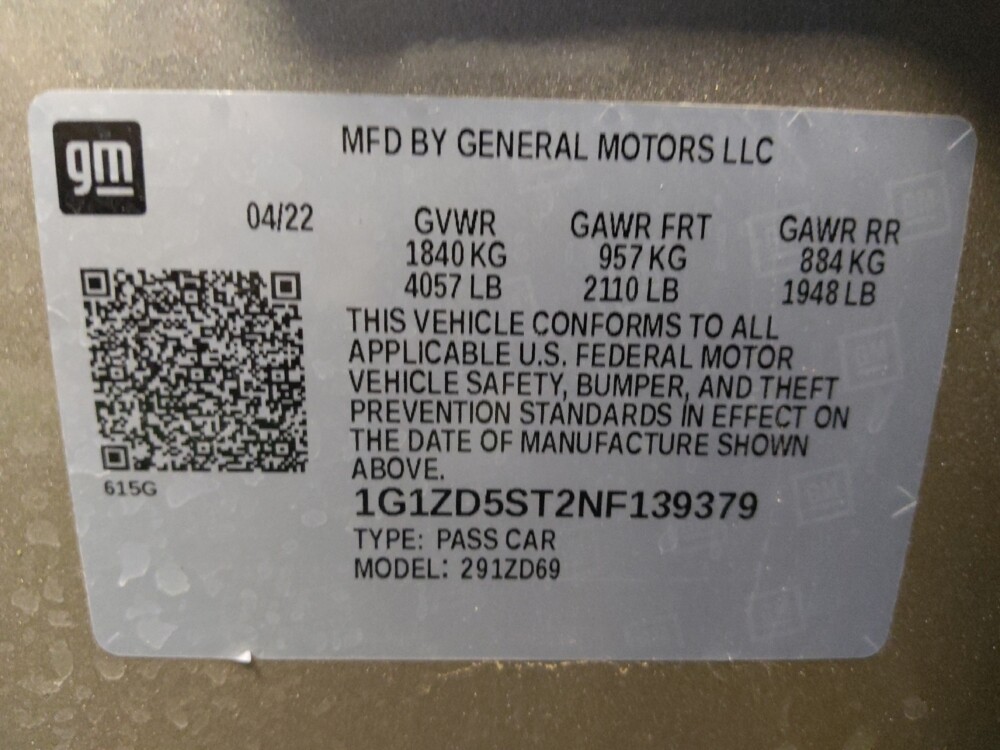 gm
MFD BY GENERAL MOTORS LLC
04/22
GVWR GAWR FRT GAWR RR
1840 KG 957 KG 884 KG
4057 LB 2110 LB 1948 LB
THIS VEHICLE CONFORMS TO ALL
APPLICABLE U.S. FEDERAL MOTOR
VEHICLE SAFETY, BUMPER, AND THEFT
PREVENTION STANDARDS IN EFFECT ON
THE DATE OF MANUFACTURE SHOWN
ABOVE.
615G
1G1ZD5ST2NF139379
TYPE: PASS CAR
MODEL: 291ZD69